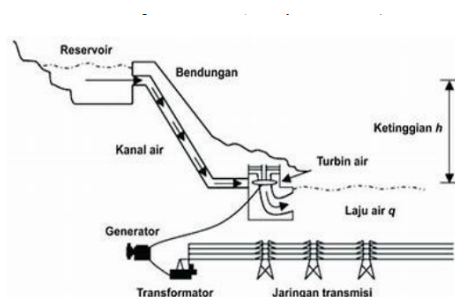 Reservoir
Bendungan
Ketinggian h
Kanal air
Turbin air
Laju air q
Generator
Transformator
Jaringan transmisi